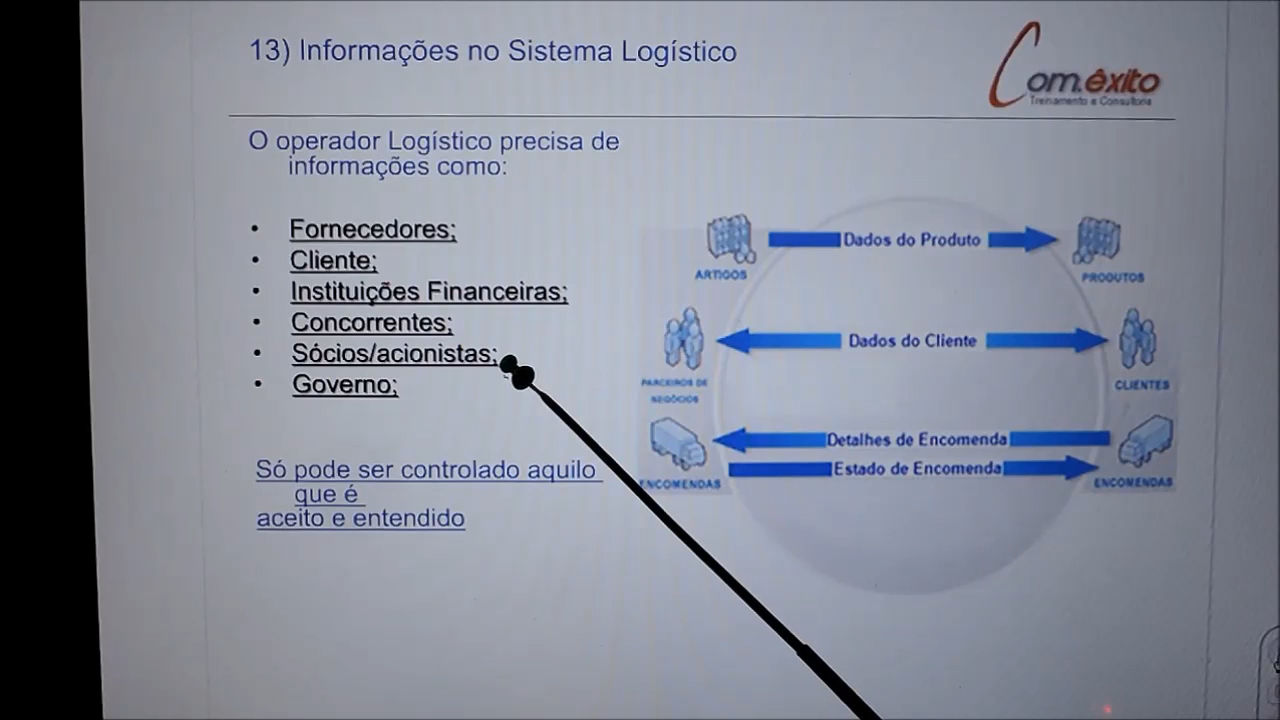 13) Informações no Sistema Logístico
Com.êxito
Treinamento e Consultoria
O operador Logístico precisa de
informações como:
• Fornecedores;
• Cliente;
• Instituições Financeiras;
• Concorrentes;
• Sócios/acionistas;
• Governo;
Só pode ser controlado aquilo
que é
aceito e entendido
Dados do Produto
ARTIGOS
PRODUTOS
Dados do Cliente
PARCEIROS DE
NEGÓCIOS
CLIENTES
Detalhes de Encomenda
Estado de Encomenda
ENCOMENDAS
ENCOMENDAS